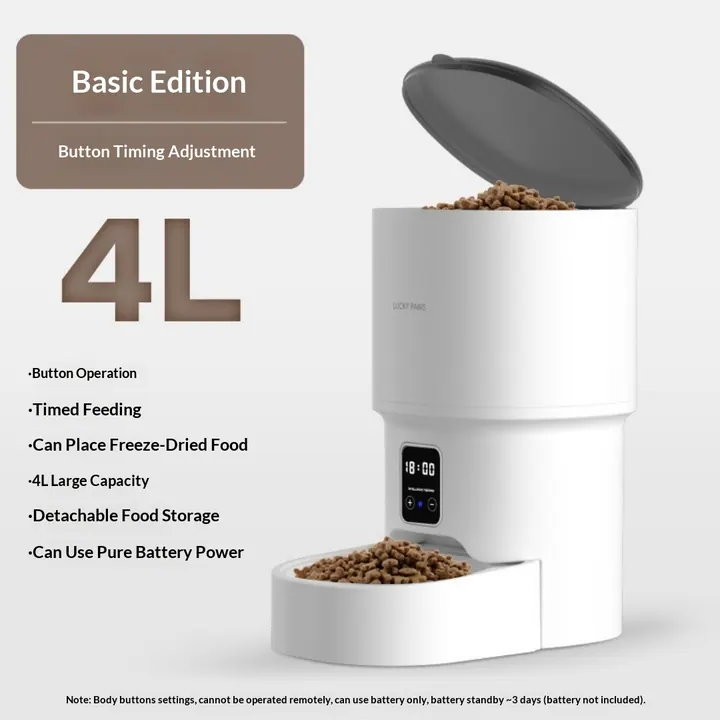 Basic Edition
Button Timing Adjustment
4L
·Button Operation
·Timed Feeding
·Can Place Freeze-Dried Food
·4L Large Capacity
·Detachable Food Storage
·Can Use Pure Battery Power
LUCKY PAWS
18:00
+ -
Note: Body buttons settings, cannot be operated remotely, can use battery only, battery standby ~3 days (battery not included).